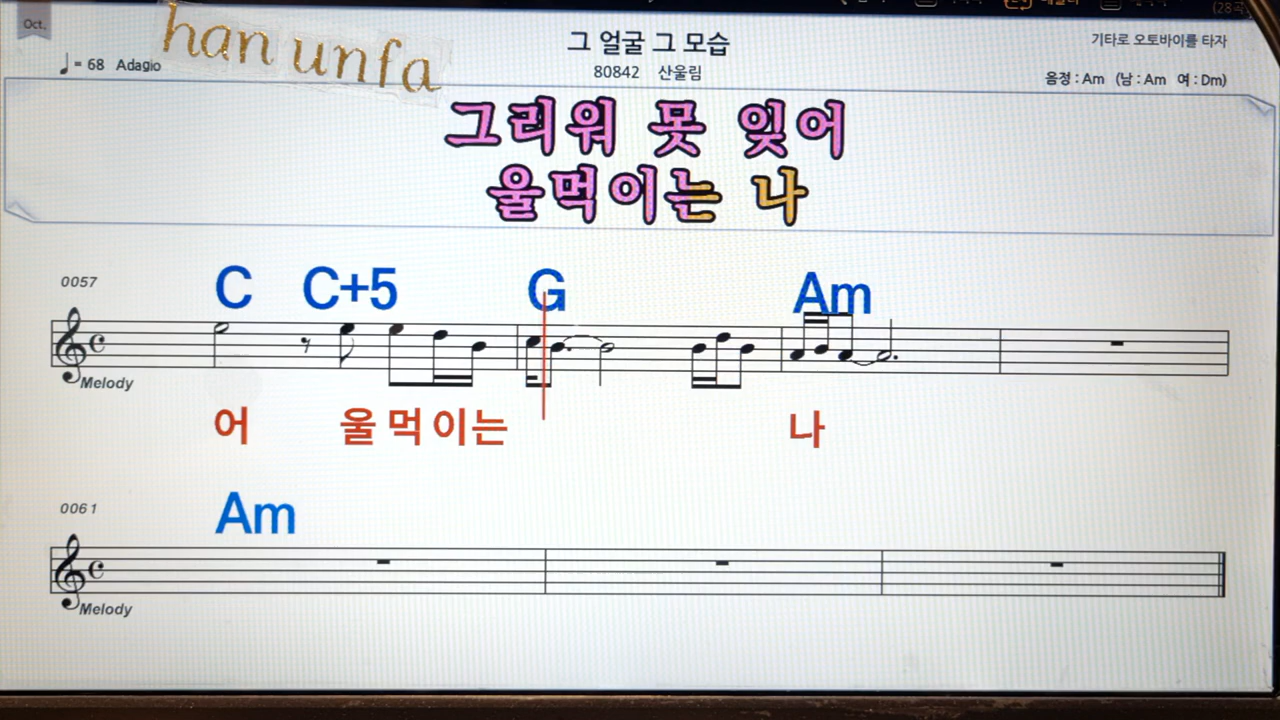 Oct.
han unfa
♩= 68 Adagio
그 얼굴 그 모습
80842 산울림
기타로 오토바이를 타자
음정 : Am (남 : Am 여 : Dm)
그리워 못 잊어
울먹이는 나
0057
C C+5 G Am
Melody
어 울 먹 이 는 나
0061
Am
Melody